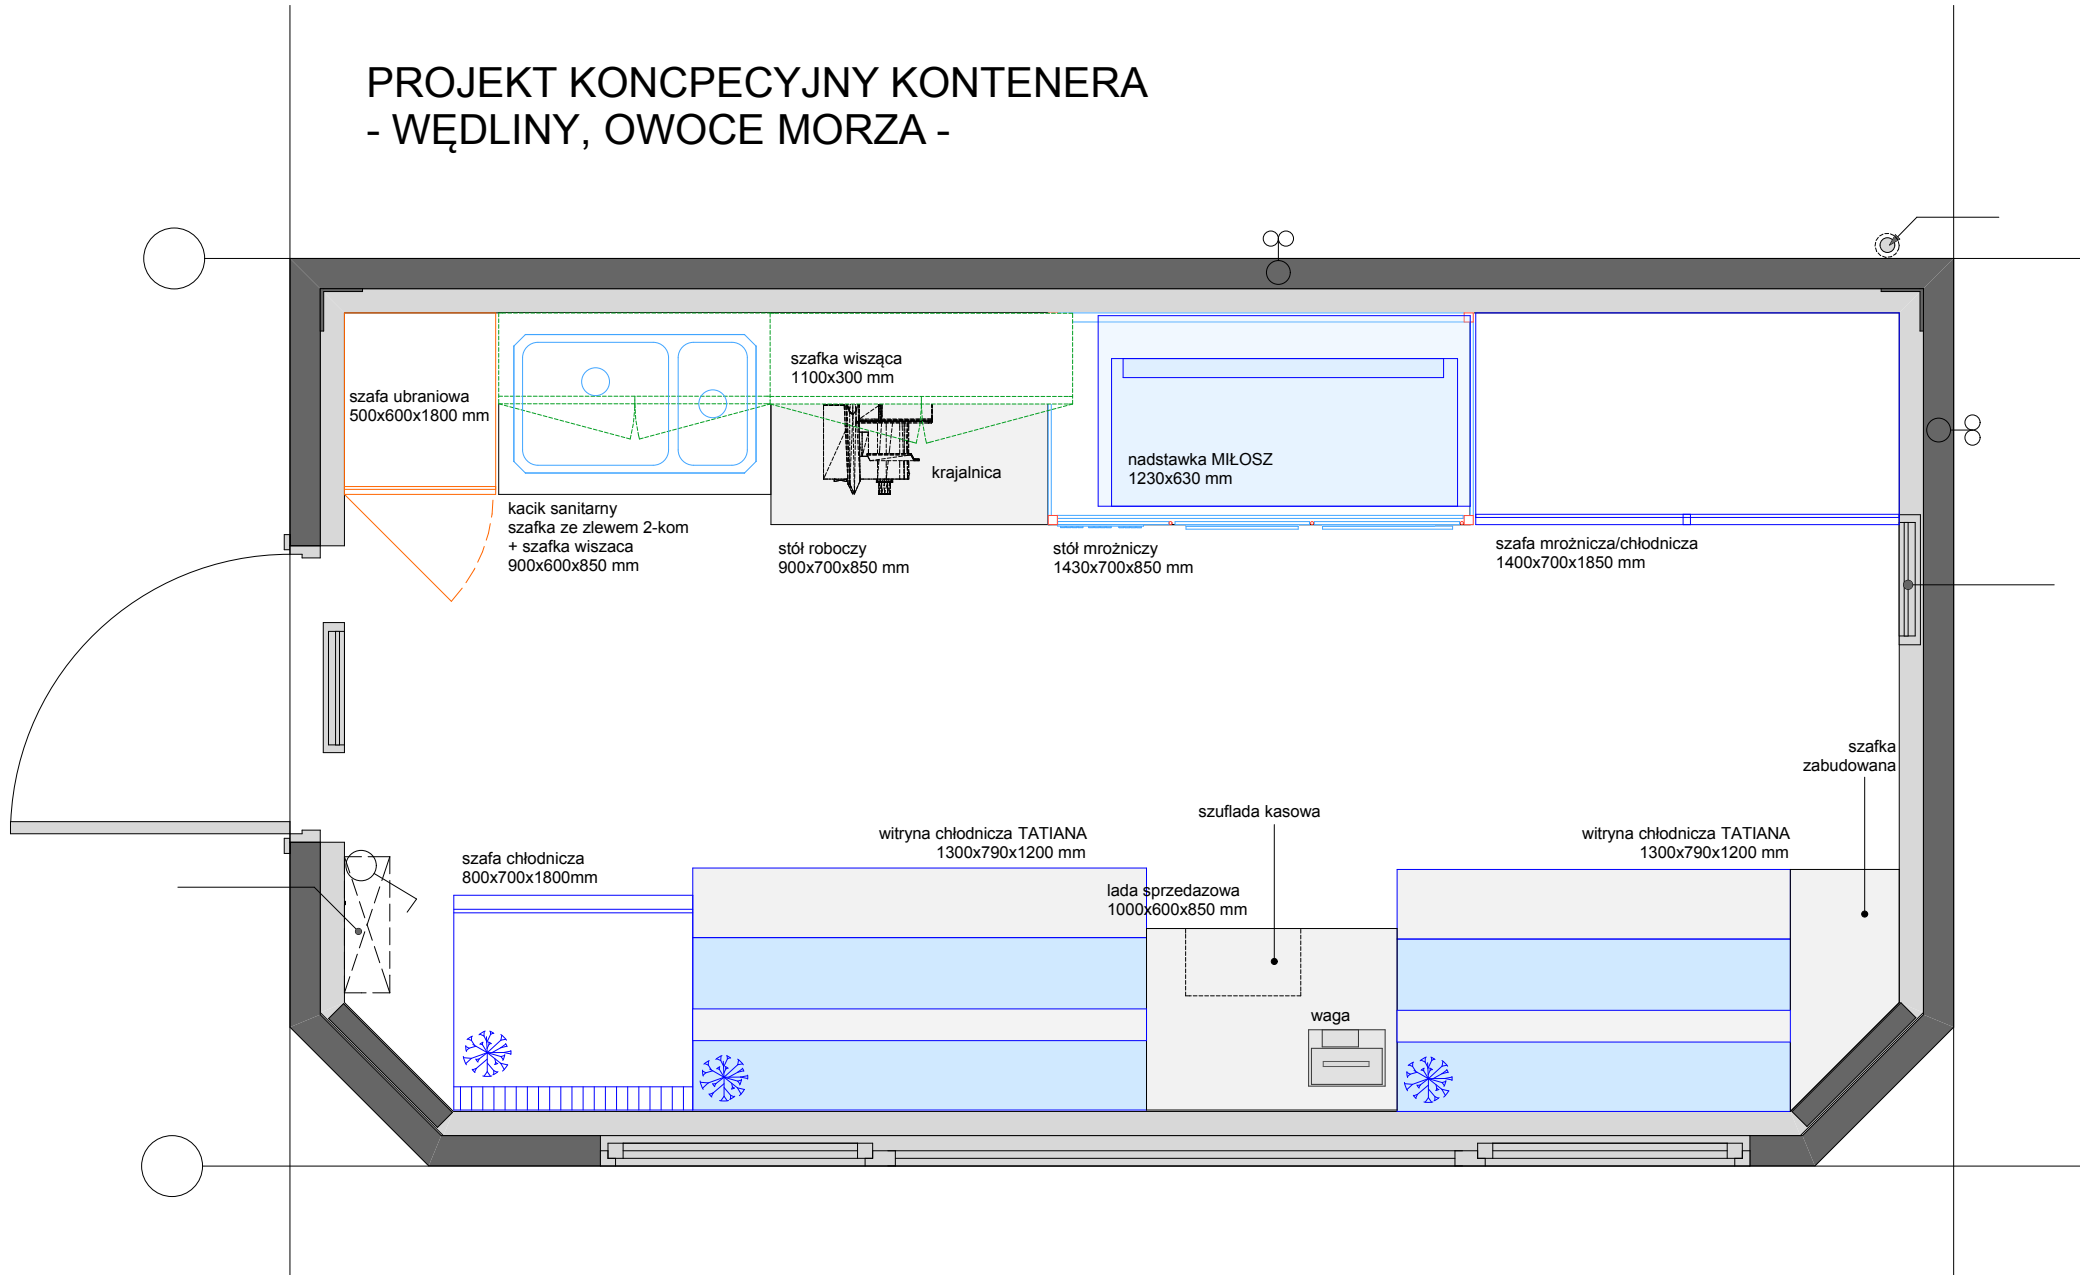 PROJEKT KONCPECYJNY KONTENERA
- WĘDLINY, OWOCE MORZA -
szafa ubraniowa
500x600x1800 mm
szafka wisząca
1100x300 mm
krajalnica
nadstawka MIŁOSZ
1230x630 mm
kacik sanitarny
szafka ze zlewem 2-kom
+ szafka wisząca
900x600x850 mm
stół roboczy
900x700x850 mm
stół mrożniczy
1430x700x850 mm
szafa mrożnicza/chłodnicza
1400x700x1850 mm
szafka
zabudowana
szuflada kasowa
witryna chłodnicza TATIANA
1300x790x1200 mm
witryna chłodnicza TATIANA
1300x790x1200 mm
szafa chłodnicza
800x700x1800mm
lada sprzedazowa
1000x600x850 mm
waga